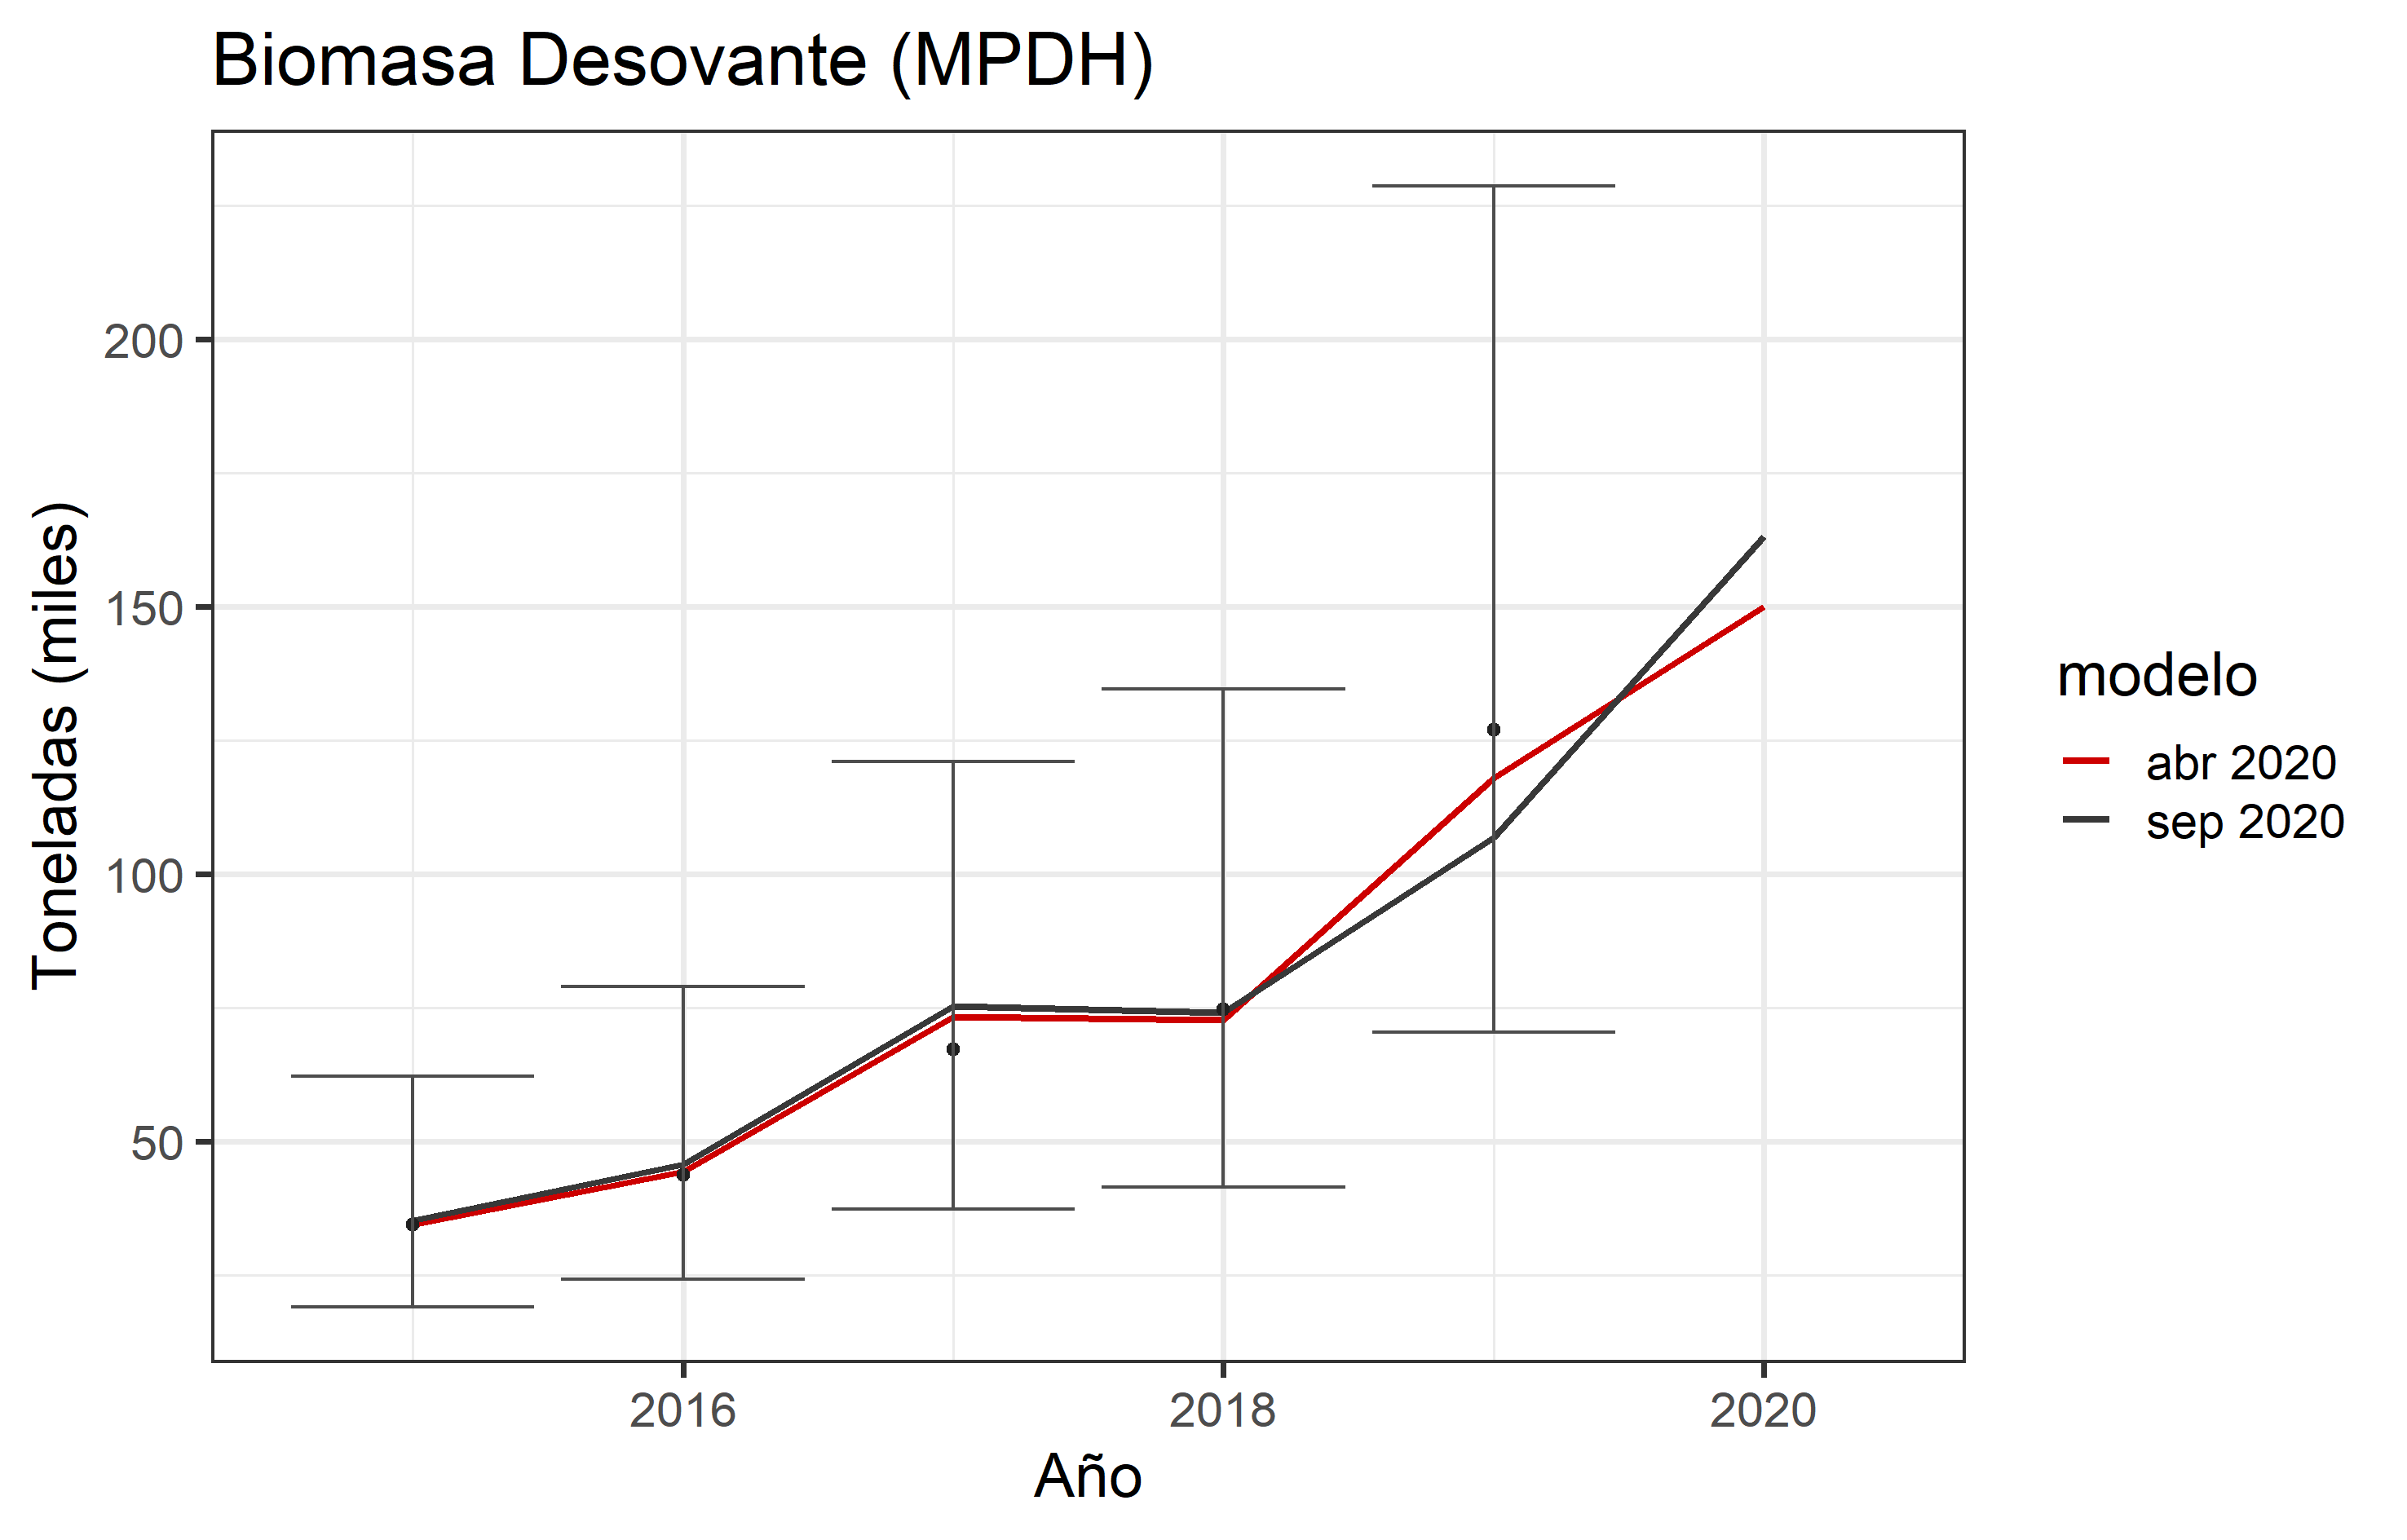 Biomasa Desovante (MPDH)
Toneladas (miles)
200
150
100
50
2016
2018
2020
Año
modelo
abr 2020
sep 2020